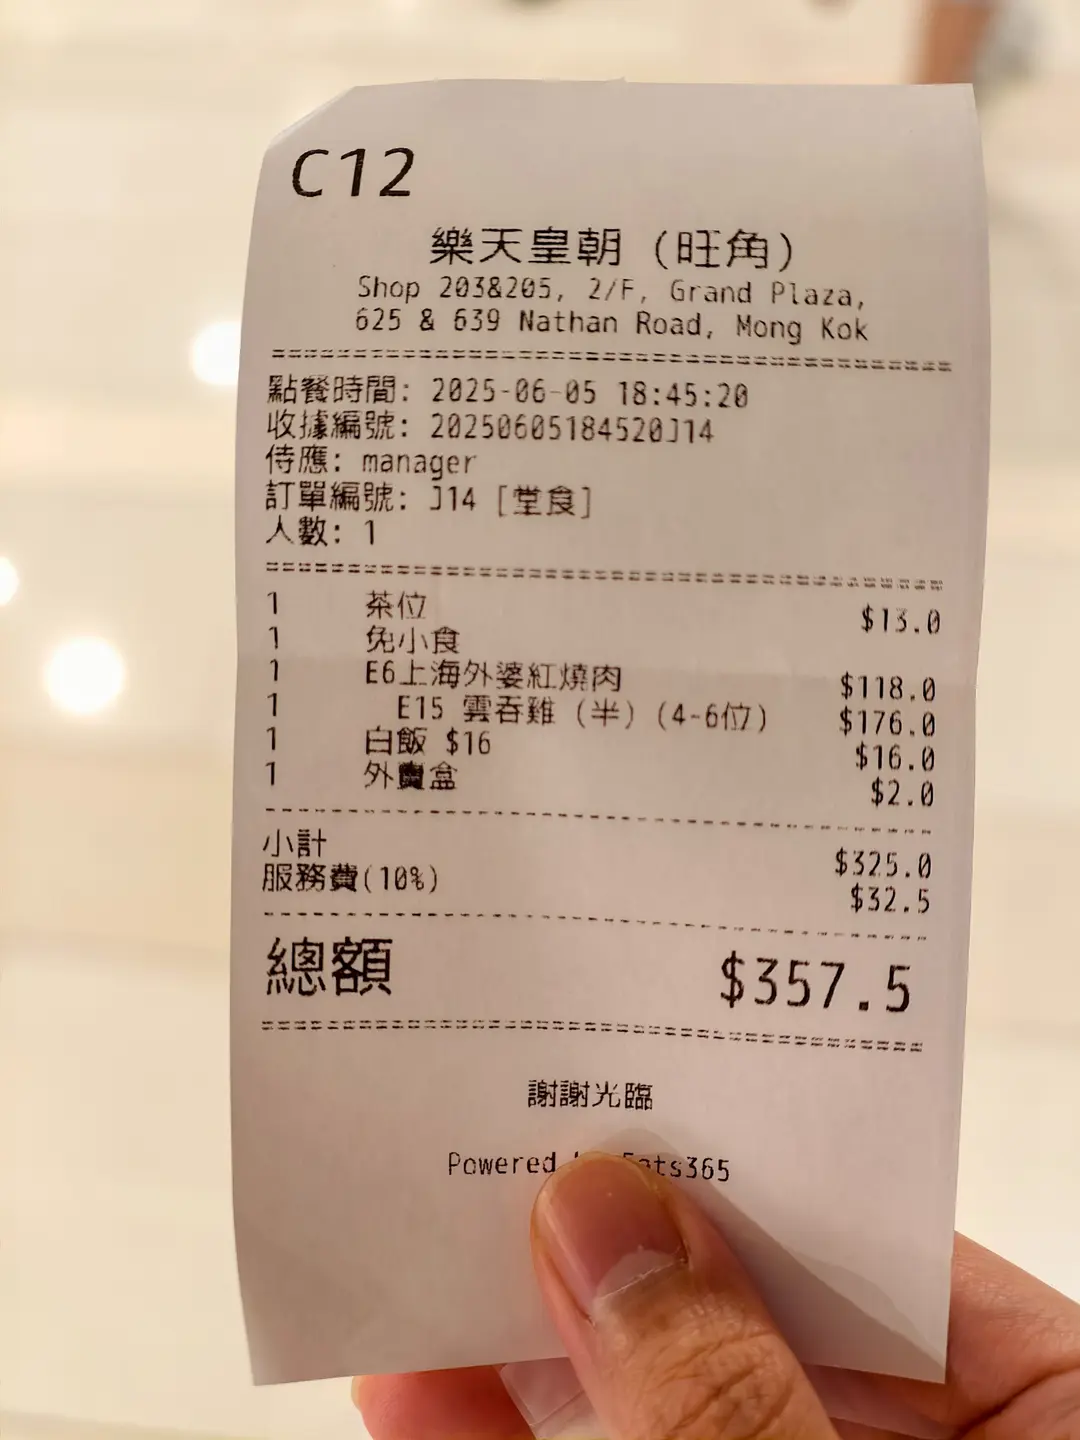 C12
樂天皇朝 (旺角)
Shop 203&205, 2/F, Grand Plaza,
625 & 639 Nathan Road, Mong Kok
點餐時間: 2025-06-05 18:45:20
收據編號: 20250605184520J14
侍應: manager
訂單編號: J14 [堂食]
人數: 1
1 茶位 $13.0
1 免小食
1 E6上海外婆紅燒肉 $118.0
1 E15 雲吞雞 (半) (4-6位) $176.0
1 白飯 $16 $16.0
1 外賣盒 $2.0
小計 $325.0
服務費(10%) $32.5
總額 $357.5
謝謝光臨
Powered Eats365